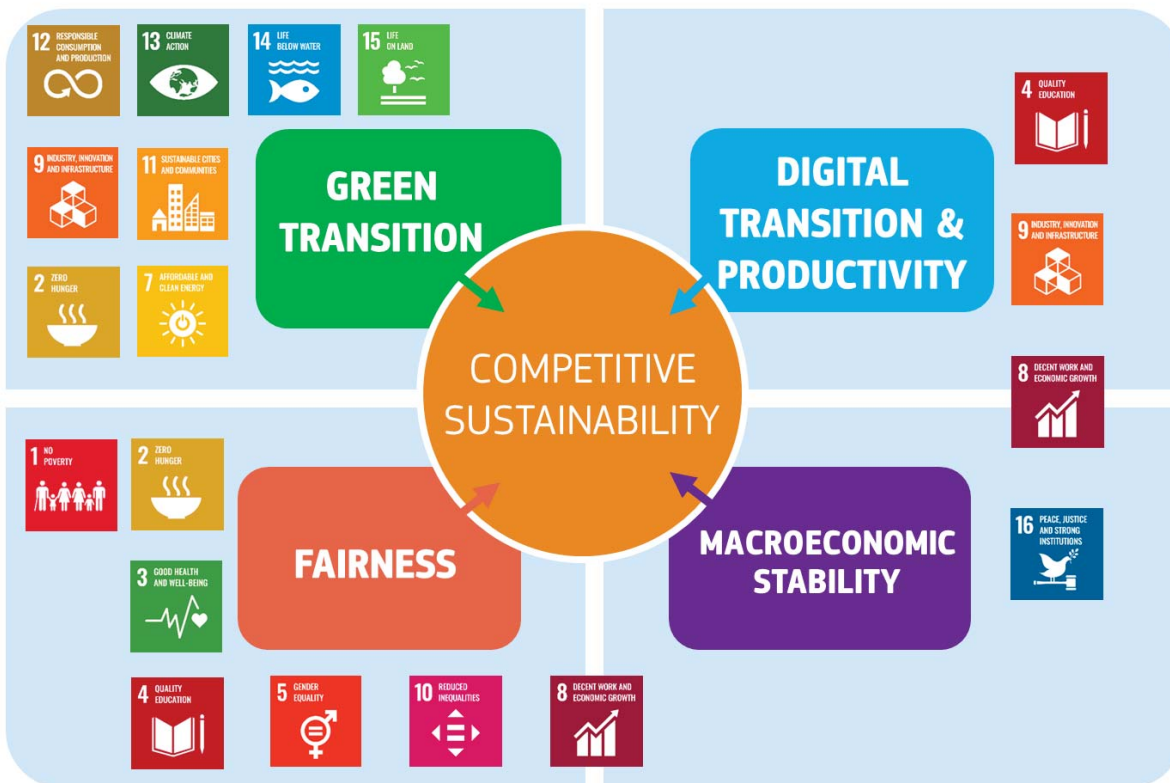 12 RESPONSIBLE
CONSUMPTION
AND PRODUCTION
13 CLIMATE
ACTION
14 LIFE
BELOW WATER
15 LIFE
ON LAND
9 INDUSTRY, INNOVATION
AND INFRASTRUCTURE
11 SUSTAINABLE CITIES
AND COMMUNITIES
2 ZERO
HUNGER
7 AFFORDABLE AND
CLEAN ENERGY
GREEN
TRANSITION
DIGITAL
TRANSITION &
PRODUCTIVITY
4 QUALITY
EDUCATION
9 INDUSTRY, INNOVATION
AND INFRASTRUCTURE
8 DECENT WORK AND
ECONOMIC GROWTH
COMPETITIVE
SUSTAINABILITY
1 NO
POVERTY
2 ZERO
HUNGER
3 GOOD HEALTH
AND WELL-BEING
FAIRNESS
4 QUALITY
EDUCATION
5 GENDER
EQUALITY
10 REDUCED
INEQUALITIES
8 DECENT WORK AND
ECONOMIC GROWTH
MACROECONOMIC
STABILITY
16 PEACE, JUSTICE
AND STRONG
INSTITUTIONS